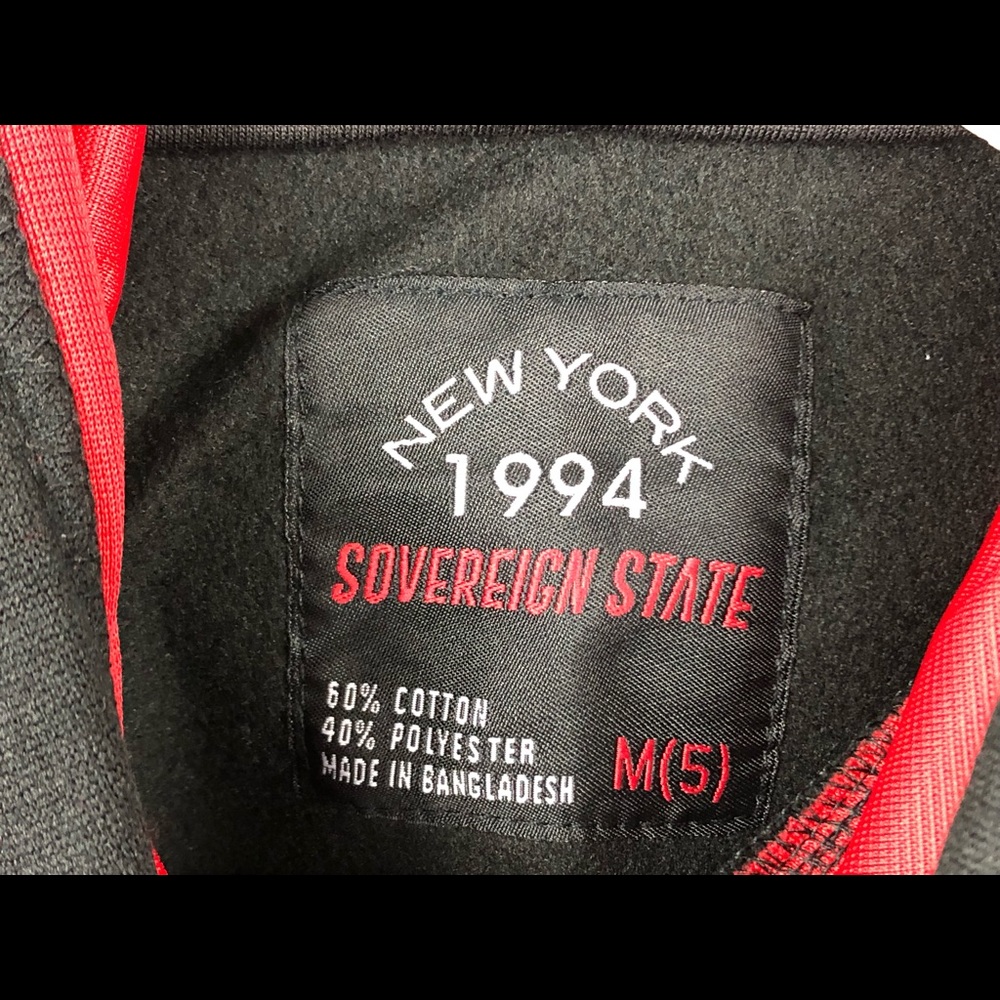 NEW YORK
1994
SOVEREIGN STATE
60% COTTON
40% POLYESTER
MADE IN BANGLADESH
M(5)